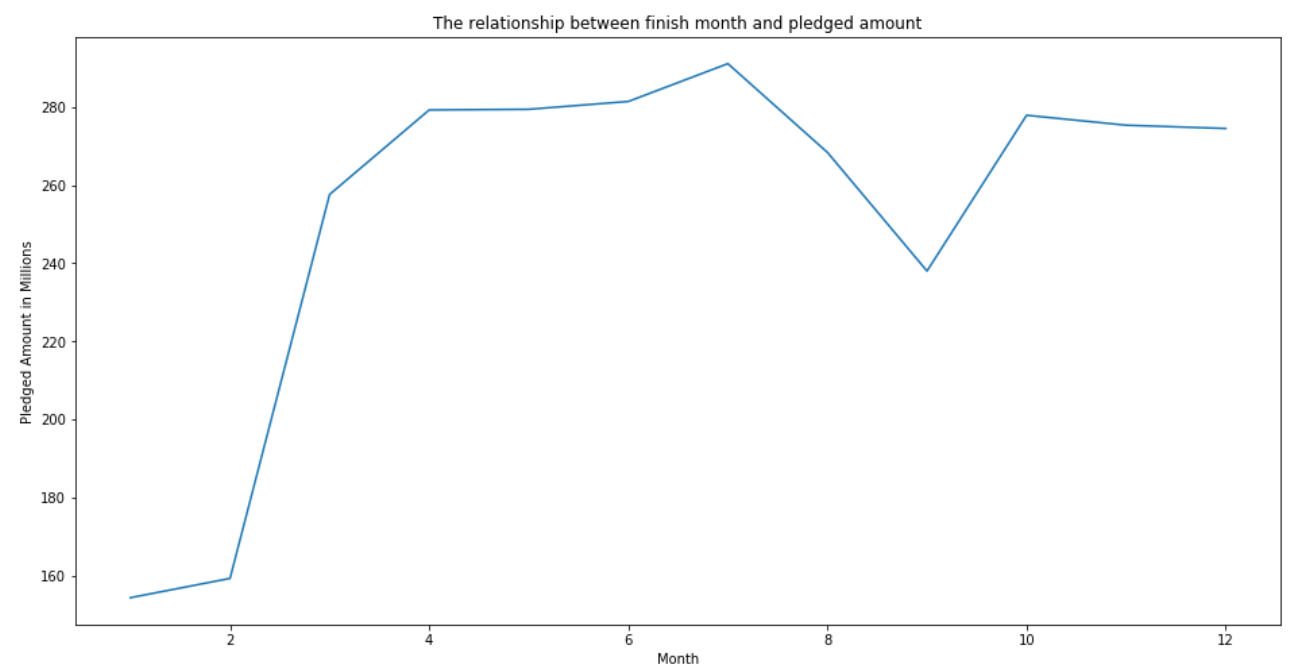 The relationship between finish month and pledged amount
280
260
240
220
200
180
160
Pledged Amount in Millions
2 4 6 8 10 12
Month